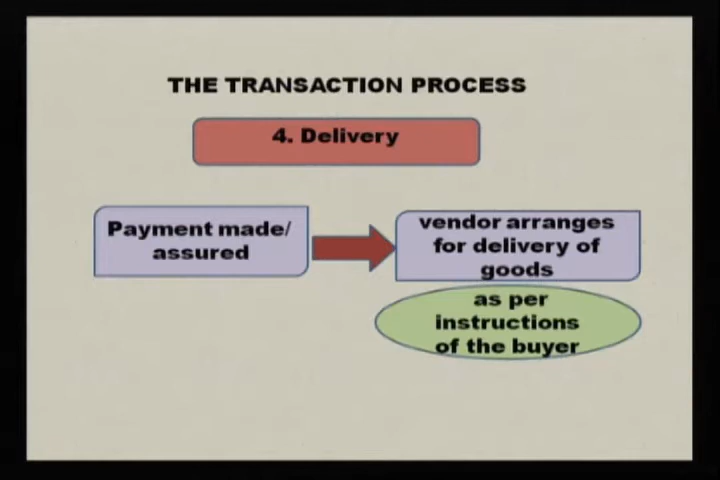 THE TRANSACTION PROCESS
4. Delivery
Payment made/
assured
vendor arranges
for delivery of
goods
as per
instructions
of the buyer